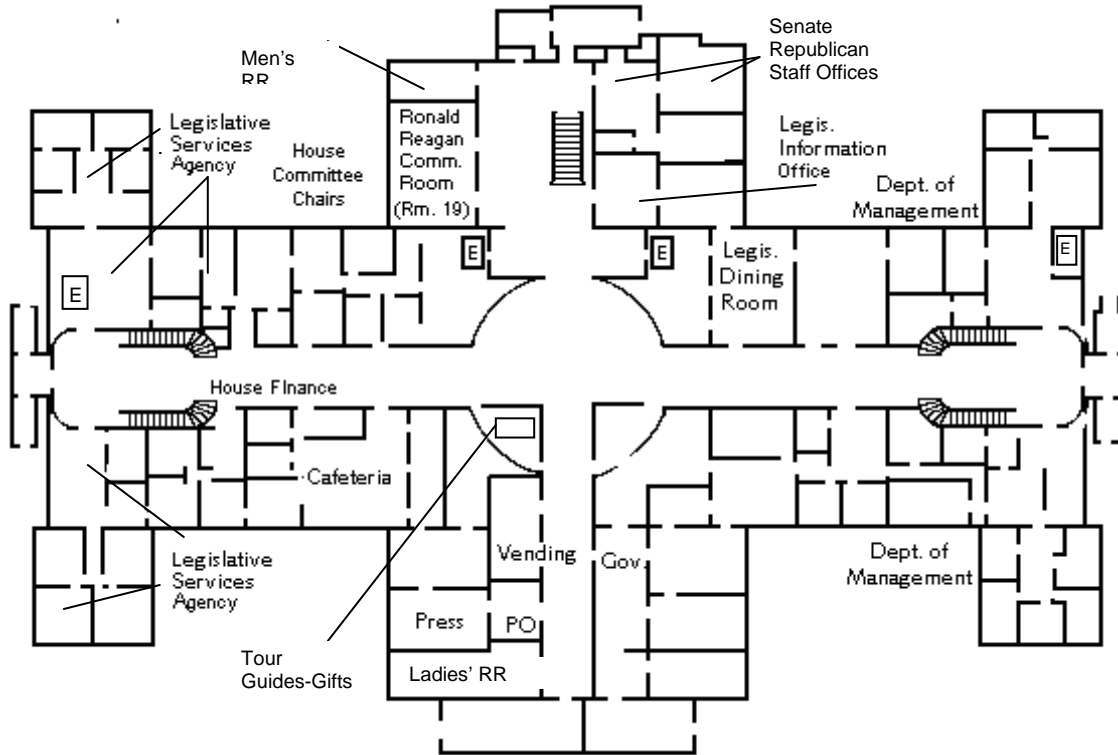 Men's
RR
Senate
Republican
Staff Offices
Legislative
Services
Agency
House
Committee
Chairs
Ronald
Reagan
Comm.
Room
(Rm. 19)
Legis.
Information
Office
Dept. of
Management
E
E
E
E
Legis.
Dining
Room
House FInance
Cafeteria
Legislative
Services
Agency
Vending
Gov.
Dept. of
Management
Press
PO
Tour
Guides-Gifts
Ladies' RR